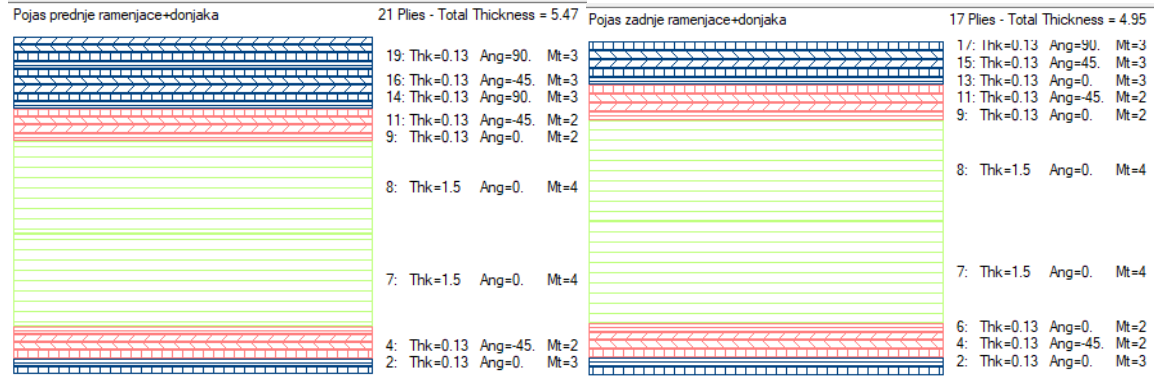 Pojas prednje ramenjace+donjaka
21 Plies - Total Thickness = 5.47
19: Thk=0.13 Ang=90. Mt=3
16: Thk=0.13 Ang=-45. Mt=3
14: Thk=0.13 Ang=90. Mt=3
11: Thk=0.13 Ang=-45. Mt=2
9: Thk=0.13 Ang=0. Mt=2
8: Thk=1.5 Ang=0. Mt=4
7: Thk=1.5 Ang=0. Mt=4
4: Thk=0.13 Ang=-45. Mt=2
2: Thk=0.13 Ang=0. Mt=3
Pojas zadnje ramenjace+donjaka
17 Plies - Total Thickness = 4.95
17: Thk=0.13 Ang=90. Mt=3
15: Thk=0.13 Ang=45. Mt=3
13: Thk=0.13 Ang=0. Mt=3
11: Thk=0.13 Ang=-45. Mt=2
9: Thk=0.13 Ang=0. Mt=2
8: Thk=1.5 Ang=0. Mt=4
7: Thk=1.5 Ang=0. Mt=4
6: Thk=0.13 Ang=0. Mt=2
4: Thk=0.13 Ang=-45. Mt=2
2: Thk=0.13 Ang=0. Mt=3